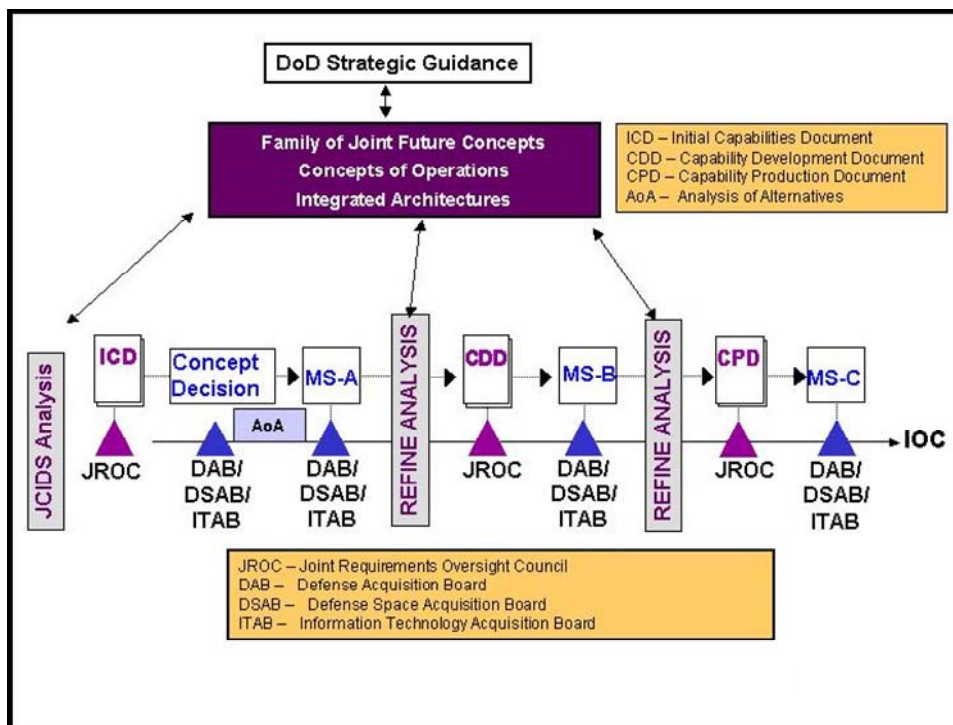 DoD Strategic Guidance
Family of Joint Future Concepts
Concepts of Operations
Integrated Architectures
ICD – Initial Capabilities Document
CDD – Capability Development Document
CPD – Capability Production Document
AoA – Analysis of Alternatives
JCIDS Analysis
ICD
JROC
Concept
Decision
AoA
DAB/
DSAB/
ITAB
MS-A
DAB/
DSAB/
ITAB
REFINE ANALYSIS
CDD
JROC
MS-B
DAB/
DSAB/
ITAB
REFINE ANALYSIS
CPD
JROC
MS-C
DAB/
DSAB/
ITAB
IOC
JROC – Joint Requirements Oversight Council
DAB – Defense Acquisition Board
DSAB – Defense Space Acquisition Board
ITAB – Information Technology Acquisition Board